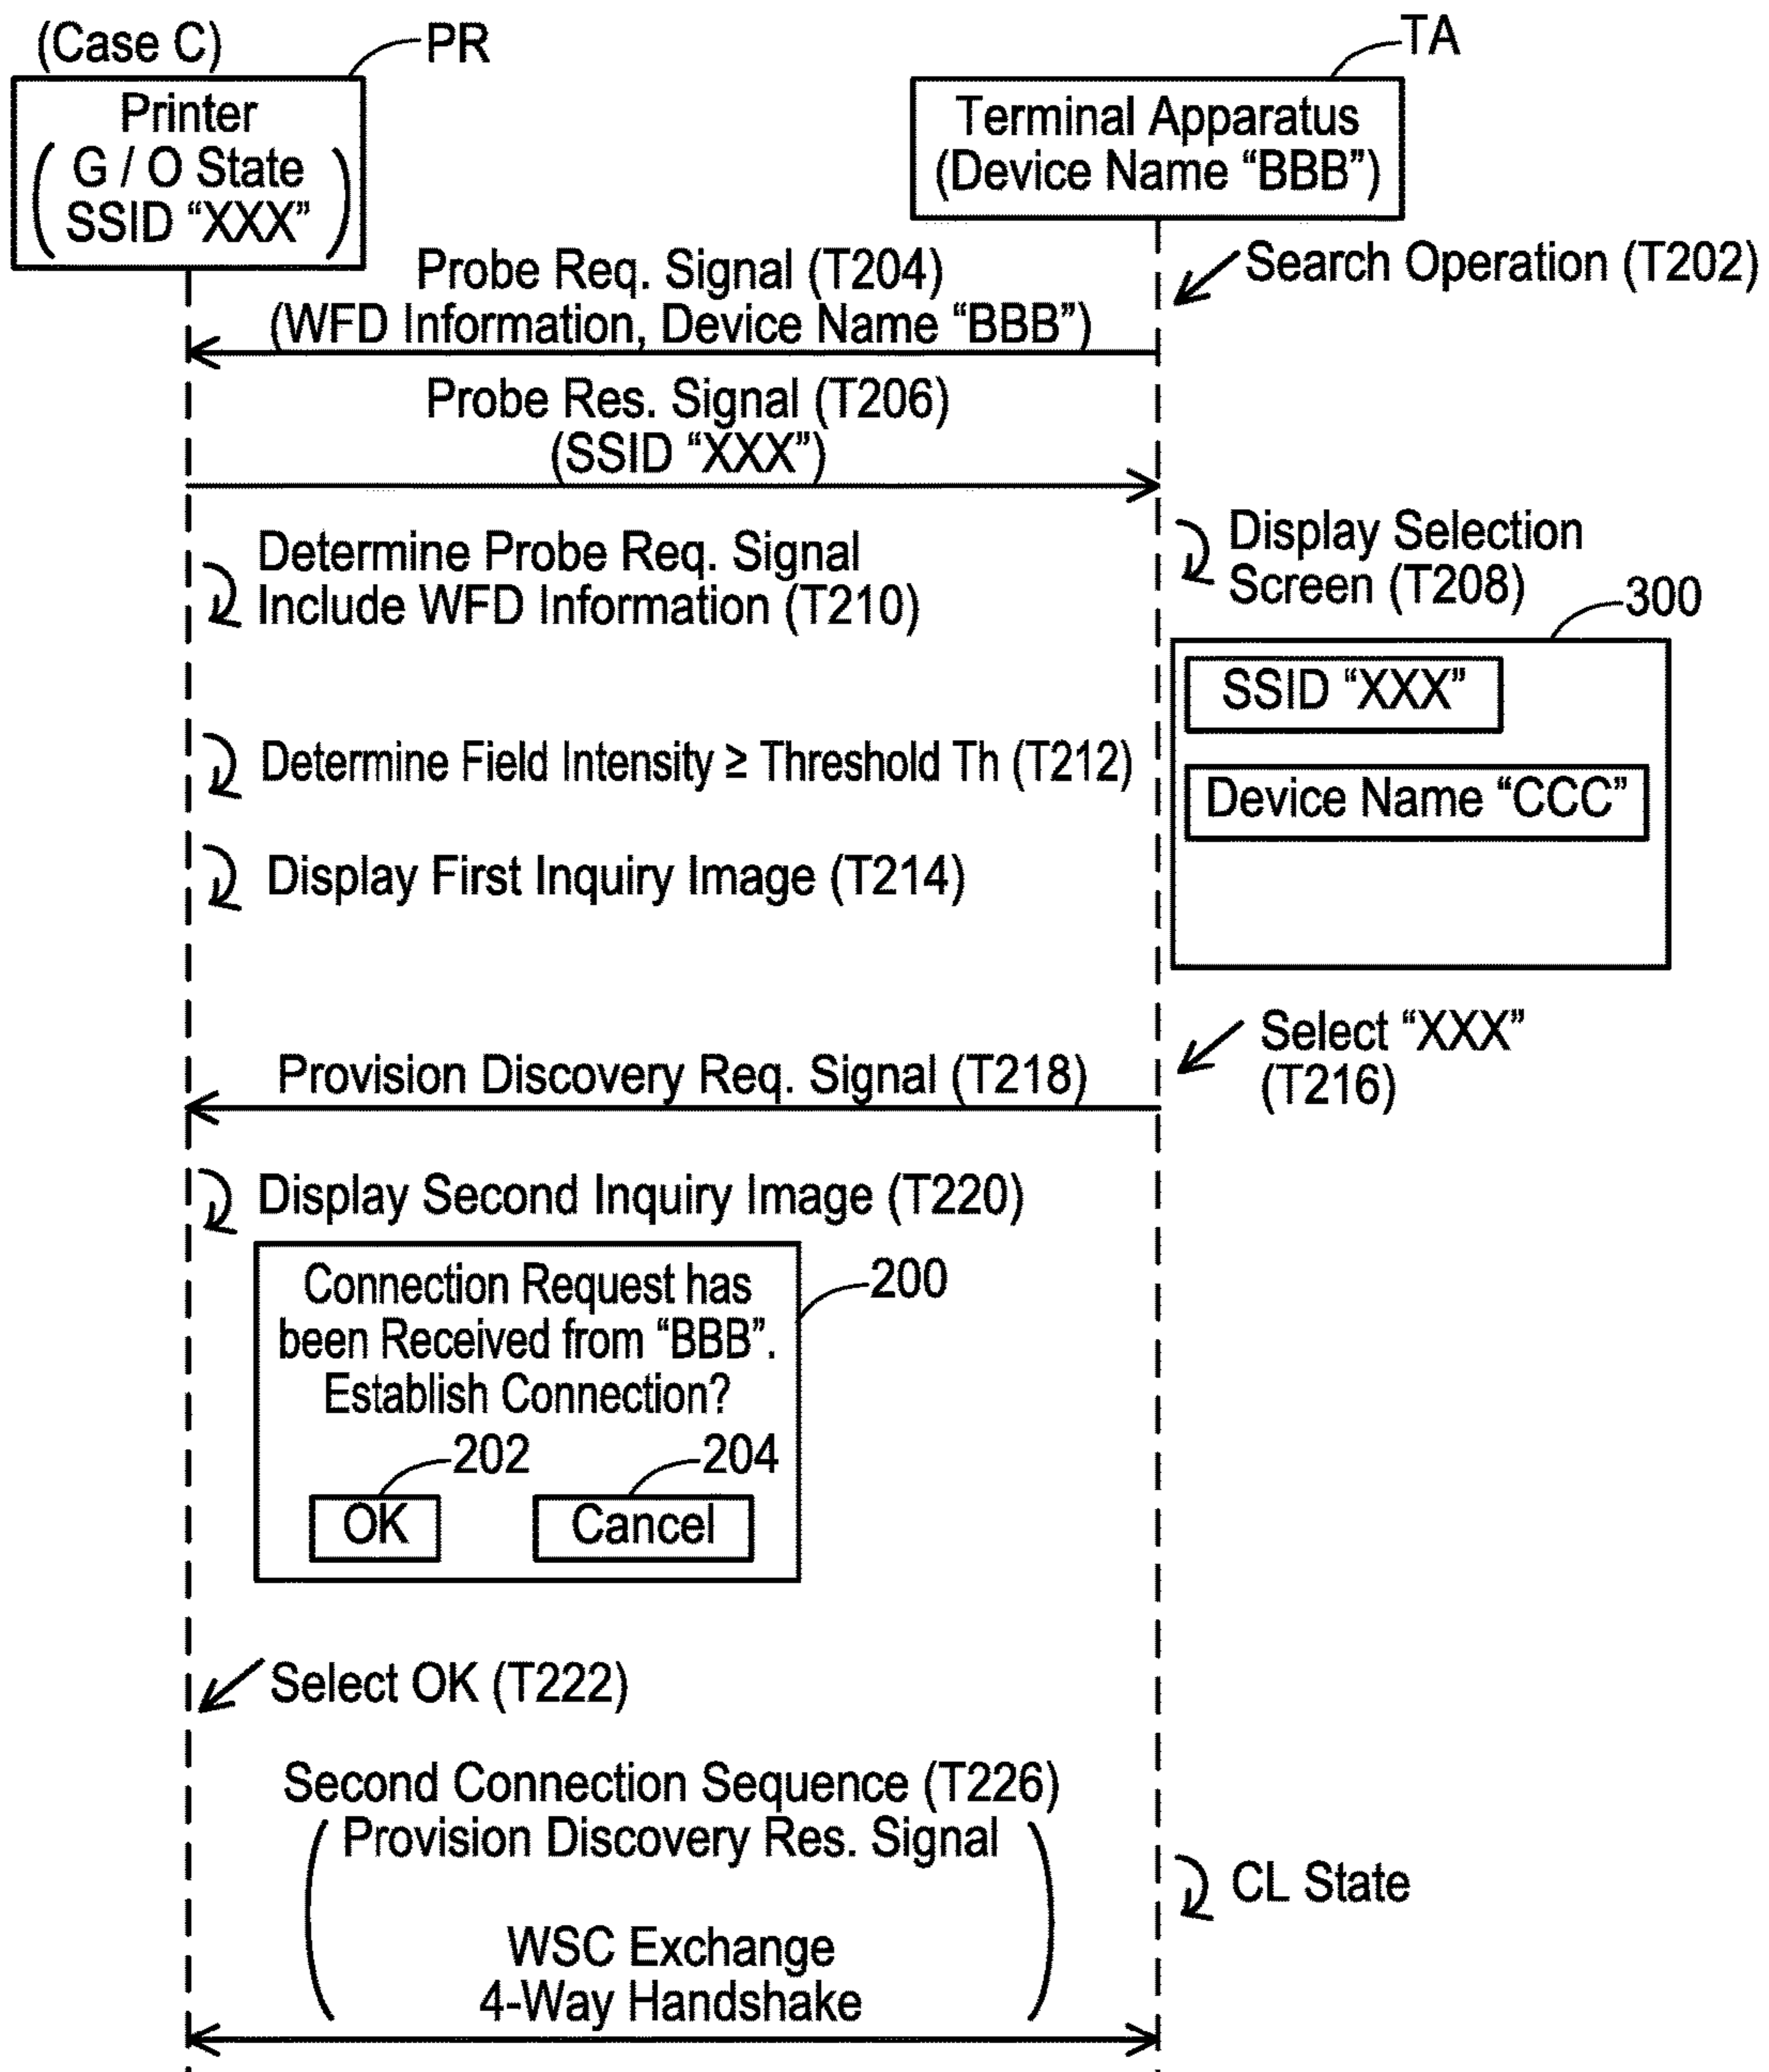 (Case C)
PR
TA
Printer
G / O State
SSID “XXX”
Terminal Apparatus
(Device Name “BBB”)
Search Operation (T202)
Probe Req. Signal (T204)
(WFD Information, Device Name “BBB”)
Probe Res. Signal (T206)
(SSID “XXX”)
Display Selection
Screen (T208)
Determine Probe Req. Signal
Include WFD Information (T210)
300
SSID “XXX”
Device Name “CCC”
Determine Field Intensity ≥ Threshold Th (T212)
Display First Inquiry Image (T214)
Select “XXX”
(T216)
Provision Discovery Req. Signal (T218)
Display Second Inquiry Image (T220)
200
Connection Request has
been Received from “BBB”.
Establish Connection?
202
204
OK
Cancel
Select OK (T222)
Second Connection Sequence (T226)
Provision Discovery Res. Signal
WSC Exchange
4-Way Handshake
CL State